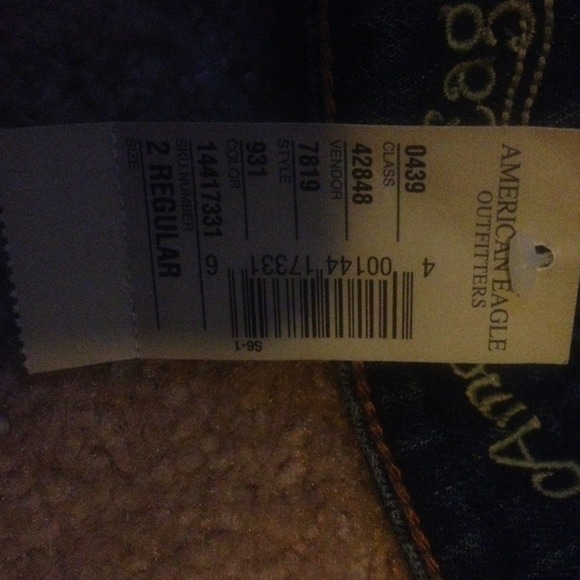 AMERICAN EAGLE
OUTFITTERS
0439
CLASS
42848
VENDOR
7819
STYLE
931
COLOR
14417331
SKU NUMBER
2 REGULAR
SIZE
4 00144 17331 6
S6-1